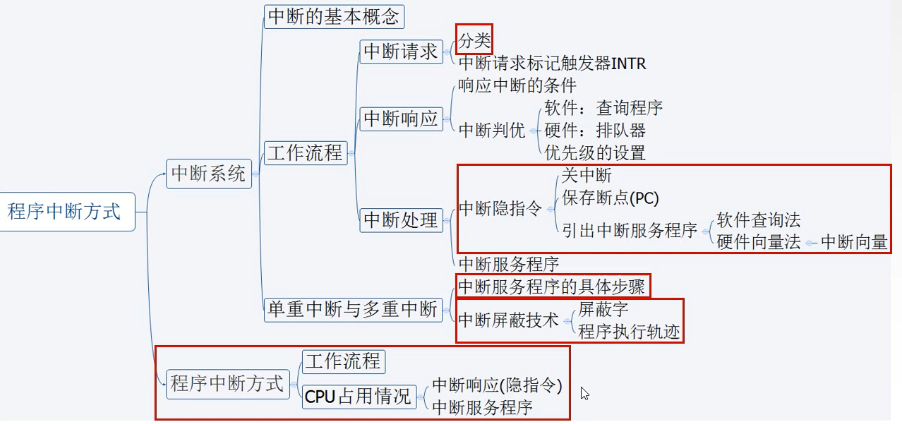 中断的基本概念
分类
中断请求
中断请求标记触发器INTR
响应中断的条件
软件：查询程序
中断响应
中断判优
硬件：排队器
工作流程
优先级的设置
中断系统
关中断
程序中断方式
中断隐指令
保存断点(PC)
中断处理
软件查询法
引出中断服务程序
硬件向量法
中断向量
中断服务程序
中断服务程序的具体步骤
单重中断与多重中断
屏蔽字
中断屏蔽技术
程序执行轨迹
工作流程
程序中断方式
中断响应(隐指令)
CPU占用情况
中断服务程序